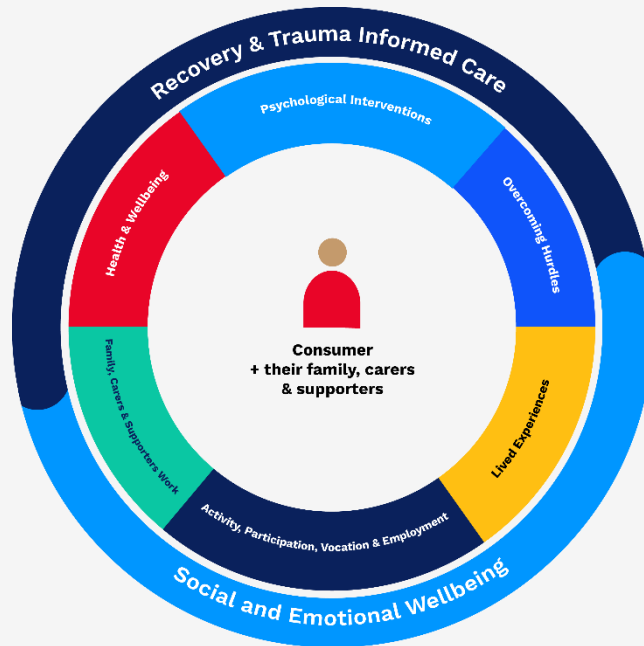 Recovery & Trauma Informed Care
Psychological Interventions
Health & Wellbeing
Overcoming Hurdles
Consumer
+ their family, carers
& supporters
Family, Carers & Supporters Work
Lived Experiences
Activity, Participation, Vocation & Employment
Social and Emotional Wellbeing